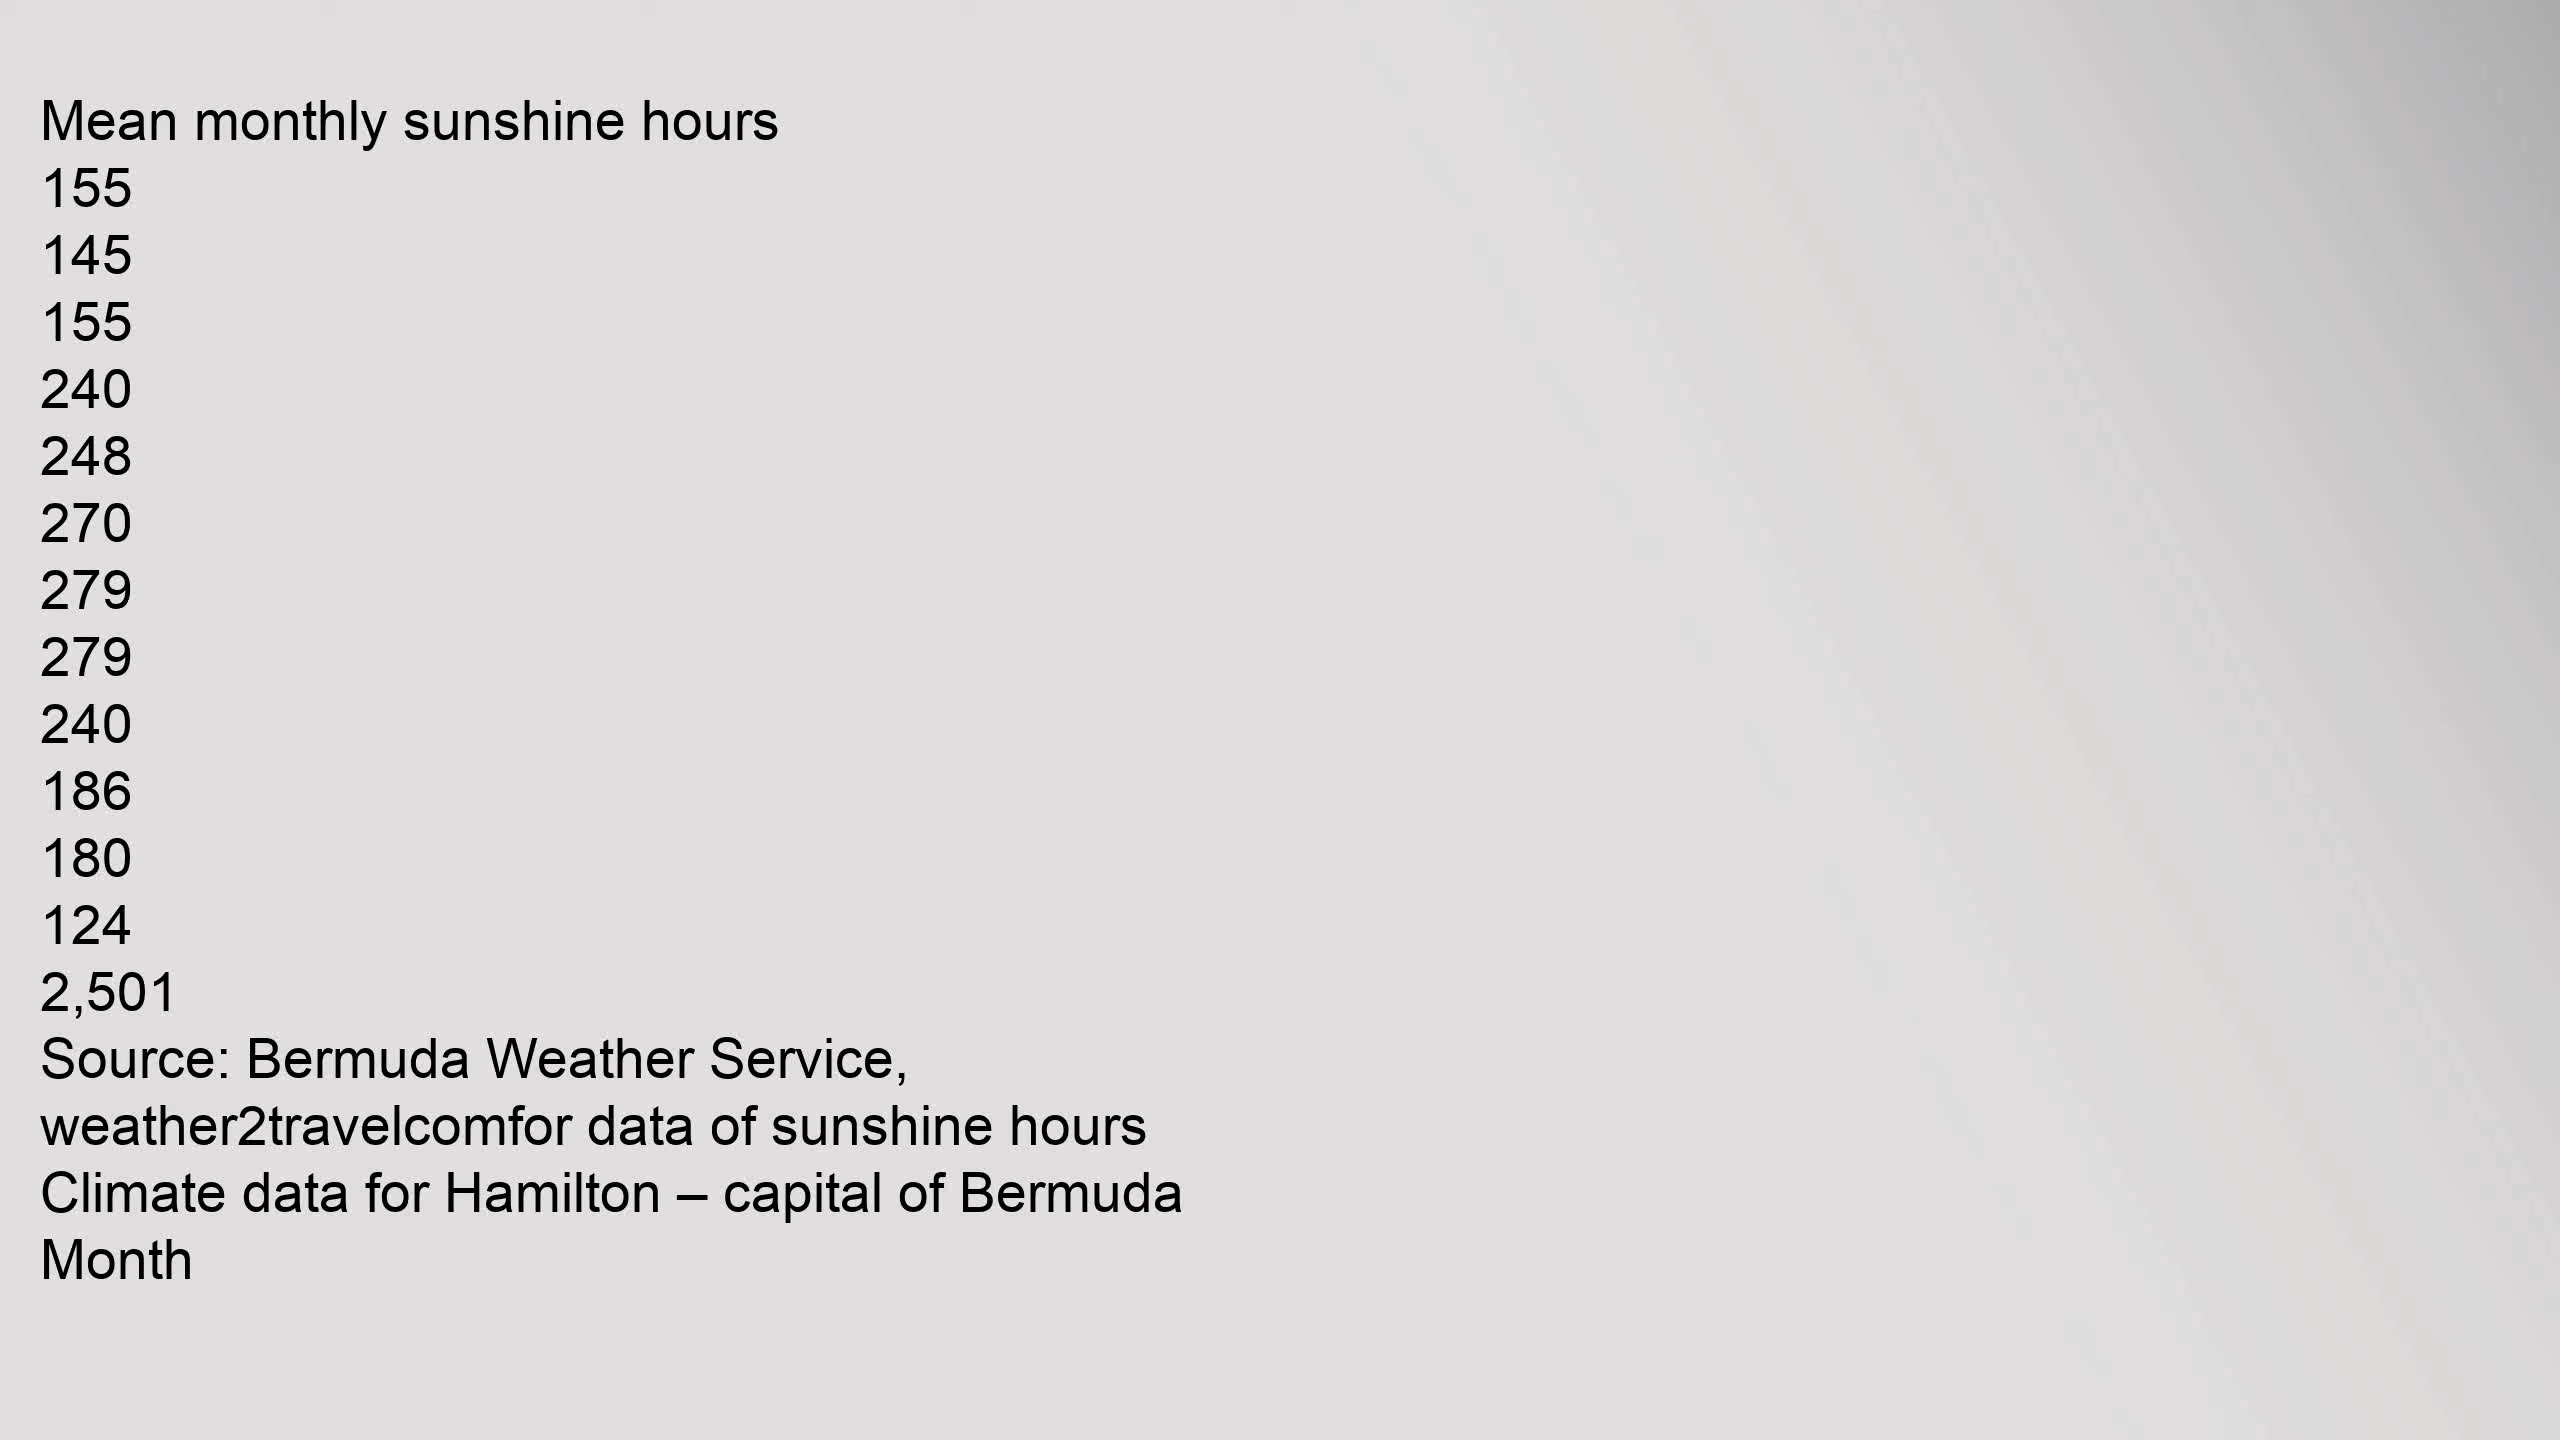 Mean monthly sunshine hours
155
145
155
240
248
270
279
279
240
186
180
124
2,501
Source: Bermuda Weather Service,
weather2travelcomfor data of sunshine hours
Climate data for Hamilton – capital of Bermuda
Month